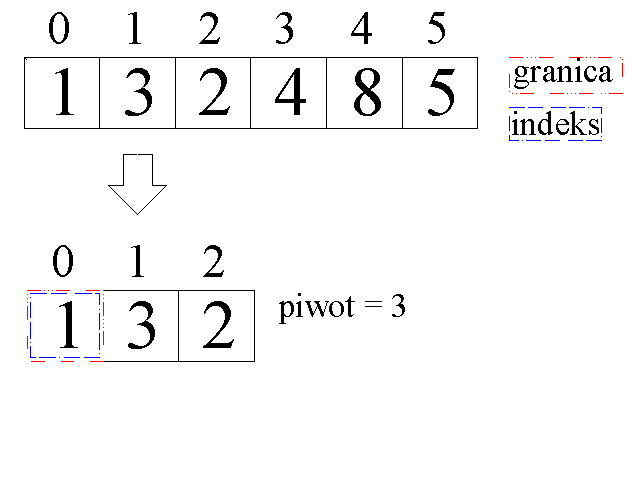 0 1 2 3 4 5
1 3 2 4 8 5
granica
indeks
0 1 2
1 3 2
piwot = 3